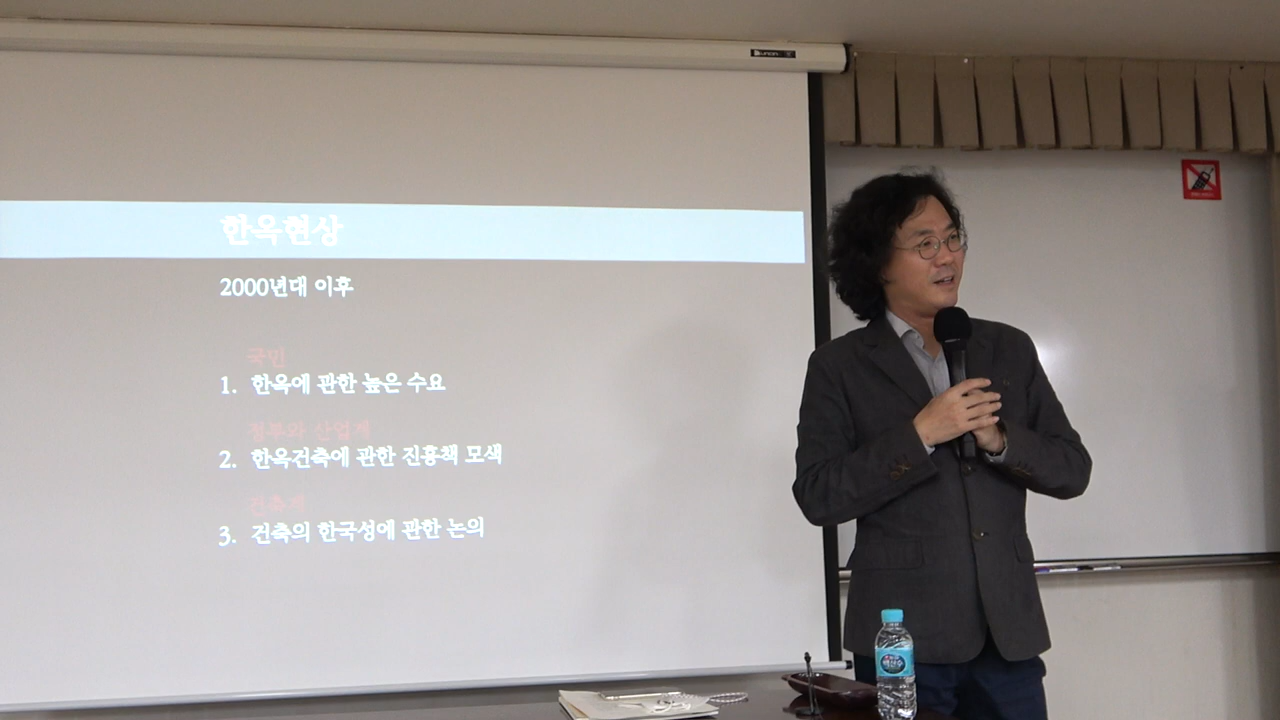 한옥현상
2000년대 이후
국민
1. 한옥에 관한 높은 수요
정부와 산업계
2. 한옥건축에 관한 진흥책 모색
건축계
3. 건축의 한국성에 관한 논의
백산수